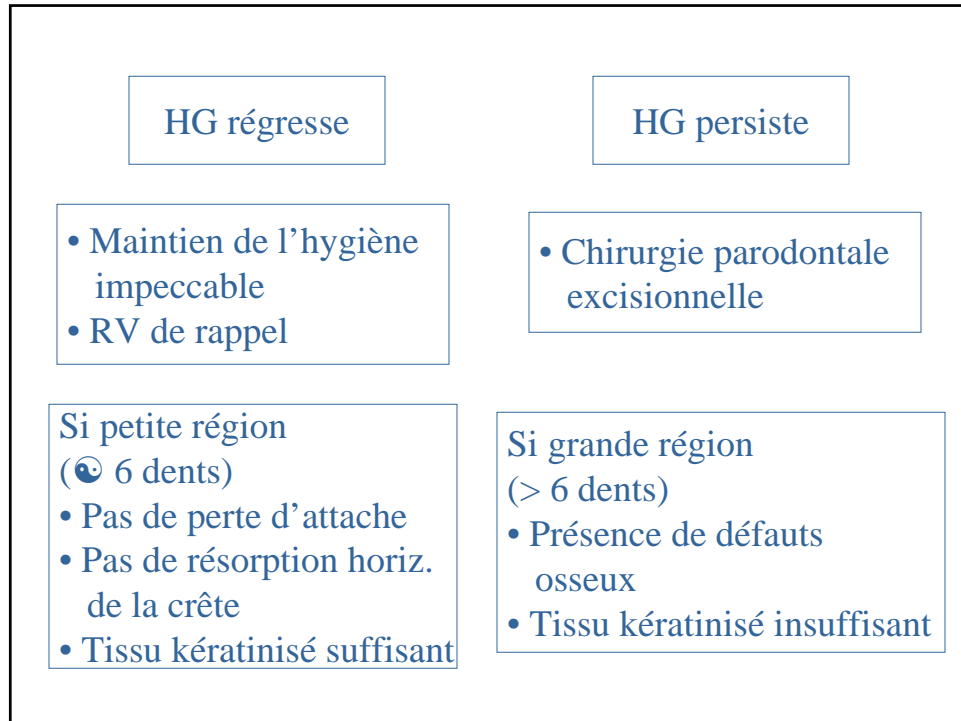 HG régresse
HG persiste
• Maintien de l’hygiène
impeccable
• RV de rappel
• Chirurgie parodontale
excisionnelle
Si petite région
(☯ 6 dents)
• Pas de perte d’attache
• Pas de résorption horiz.
de la crête
• Tissu kératinisé suffisant
Si grande région
(> 6 dents)
• Présence de défauts
osseux
• Tissu kératinisé insuffisant